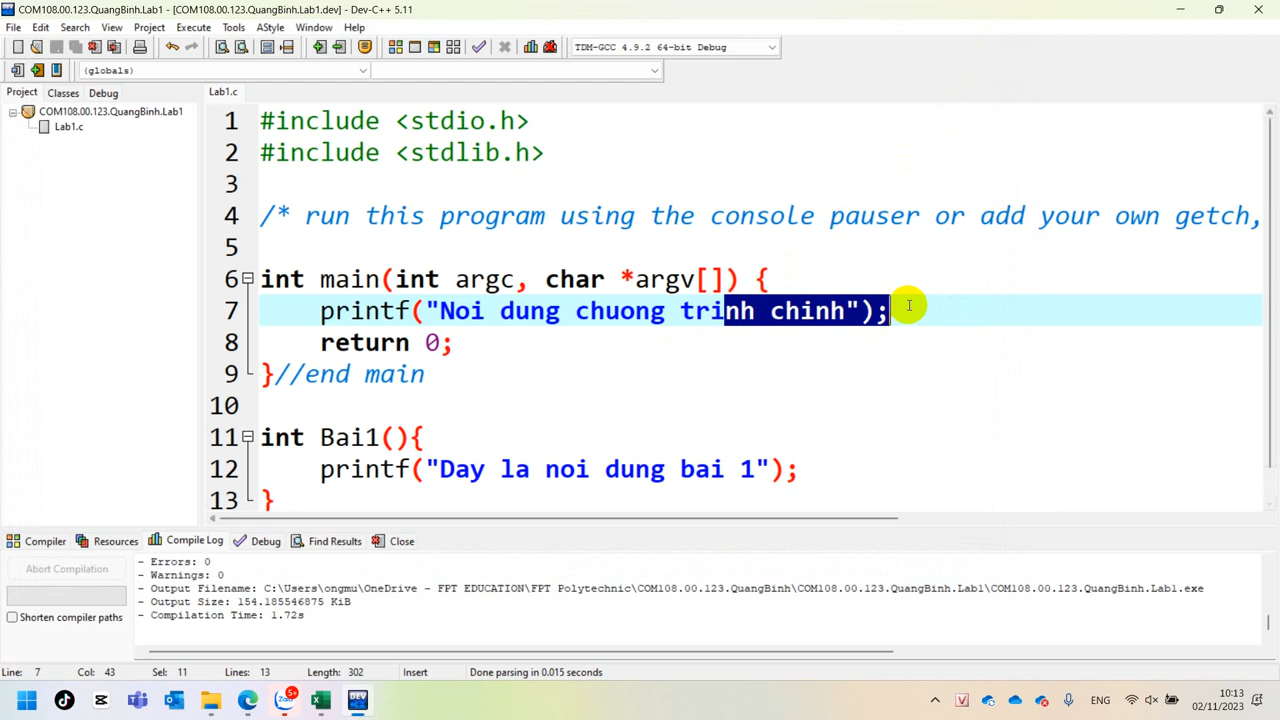 COM108.00.123.QuangBinh.Lab1 - [COM108.00.123.QuangBinh.Lab1.dev] - Dev-C++ 5.11
File Edit Search View Project Execute Tools AStyle Window Help
TDM-GCC 4.9.2 64-bit Debug
(globals)
Project Classes Debug
Lab1.c
COM108.00.123.QuangBinh.Lab1
Lab1.c
1 #include <stdio.h>
2 #include <stdlib.h>
3
4 /* run this program using the console pauser or add your own getch,
5
6 int main(int argc, char *argv[]) {
7 printf("Noi dung chuong trinh chinh");
8 return 0;
9 }//end main
10
11 int Bai1(){
12 printf("Day la noi dung bai 1");
13 }
Compiler Resources Compile Log Debug Find Results Close
Abort Compilation
Shorten compiler paths
- Errors: 0
- Warnings: 0
- Output Filename: C:\Users\ongmu\OneDrive - FPT EDUCATION\FPT Polytechnic\COM108.00.123.QuangBinh\COM108.00.123.QuangBinh.Lab1\COM108.00.123.QuangBinh.Lab1.exe
- Output Size: 154.185546875 KiB
- Compilation Time: 1.72s
Line: 7 Col: 43 Sel: 11 Lines: 13 Length: 302 Insert Done parsing in 0.015 seconds
Zalo 5+ DEV V ENG 10:13
02/11/2023